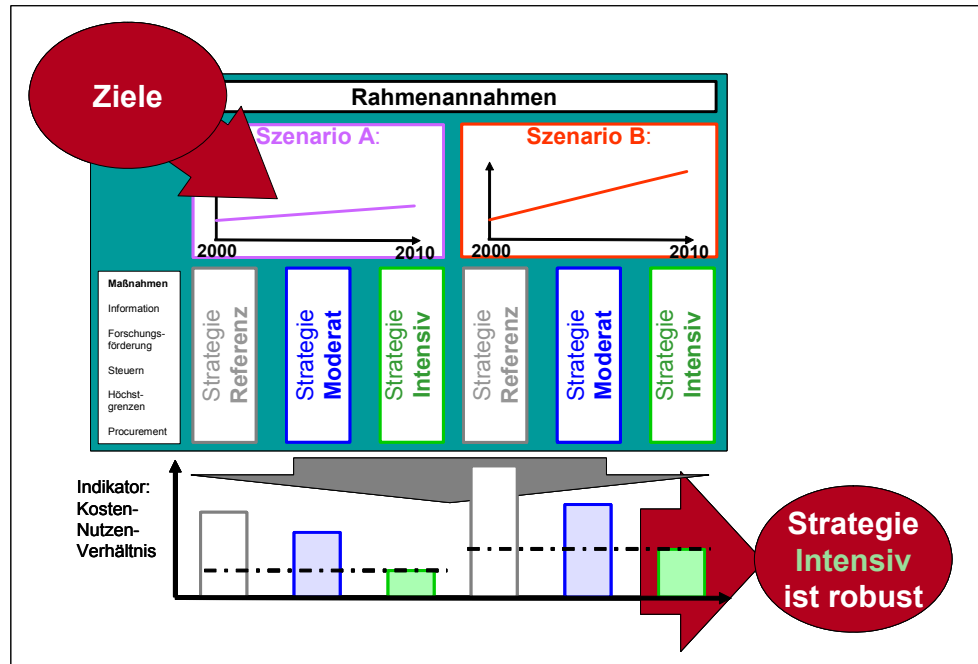 Ziele
Rahmenannahmen
Szenario A:
Szenario B:
2000
2010
2000
2010
Maßnahmen
Information
Forschungs-
förderung
Steuern
Höchst-
grenzen
Procurement
Strategie
Referenz
Strategie
Moderat
Strategie
Intensiv
Strategie
Referenz
Strategie
Moderat
Strategie
Intensiv
Indikator:
Kosten-
Nutzen-
Verhältnis
Strategie
Intensiv
ist robust